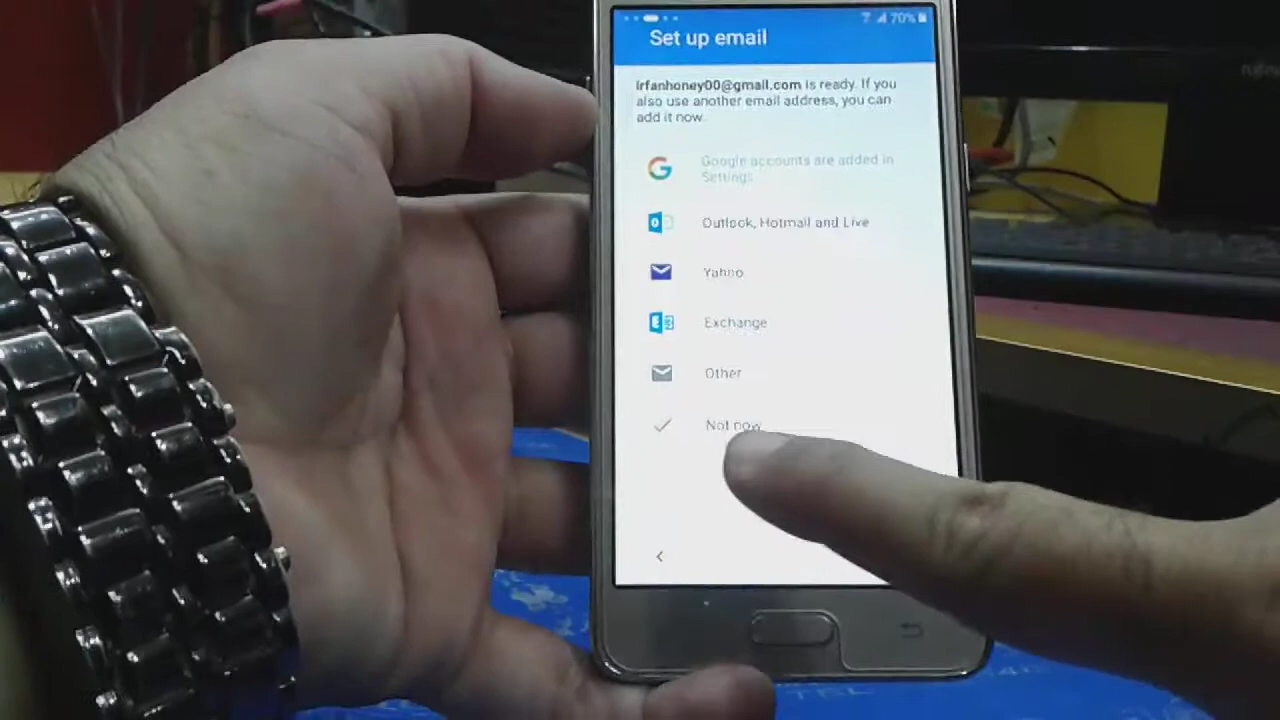 70%
Set up email
irfanhoney00@gmail.com is ready. If you
also use another email address, you can
add it now.
Google accounts are added in
Settings
Outlook, Hotmail and Live
Yahoo
Exchange
Other
Not now